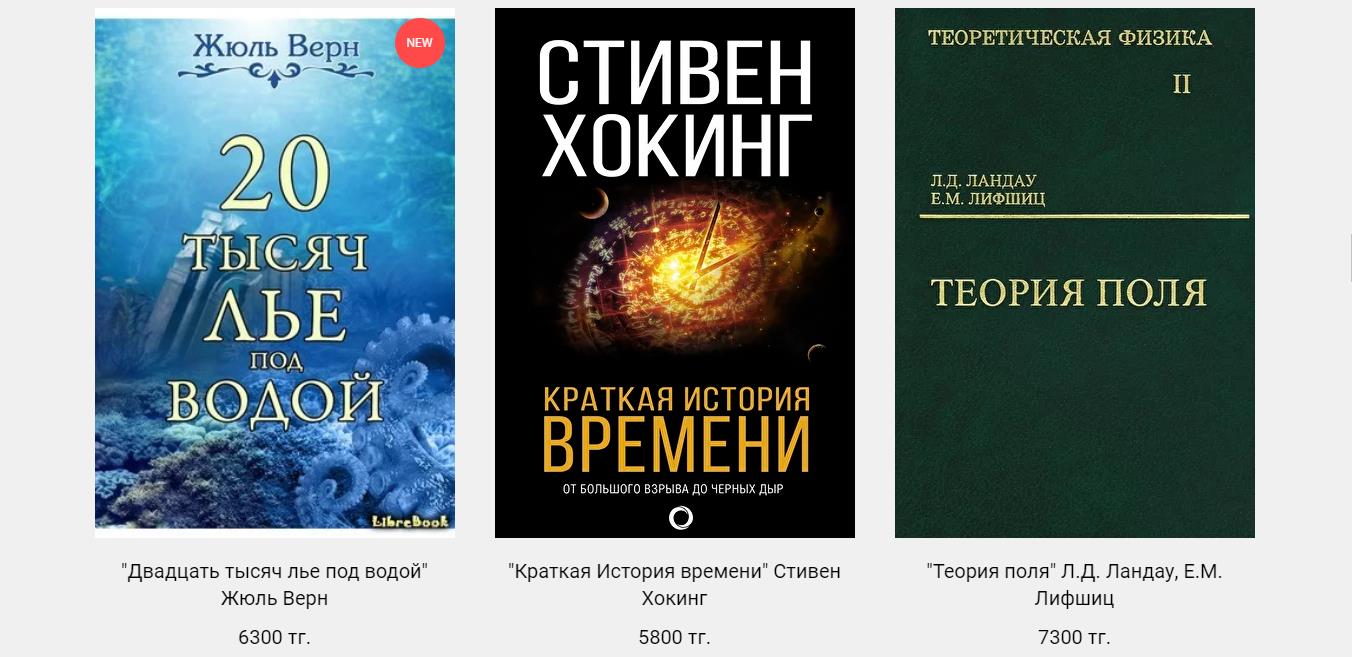 Жюль Верн
NEW
20
ТЫСЯЧ
ЛЬЕ
ПОД
ВОДОЙ
LibreBook
"Двадцать тысяч лье под водой"
Жюль Верн
6300 тг.
СТИВЕН
ХОКИНГ
КРАТКАЯ ИСТОРИЯ
ВРЕМЕНИ
ОТ БОЛЬШОГО ВЗРЫВА ДО ЧЕРНЫХ ДЫР
"Краткая История времени" Стивен
Хокинг
5800 тг.
ТЕОРЕТИЧЕСКАЯ ФИЗИКА
II
Л.Д. ЛАНДАУ
Е.М. ЛИФШИЦ
ТЕОРИЯ ПОЛЯ
"Теория поля" Л.Д. Ландау, Е.М.
Лифшиц
7300 тг.